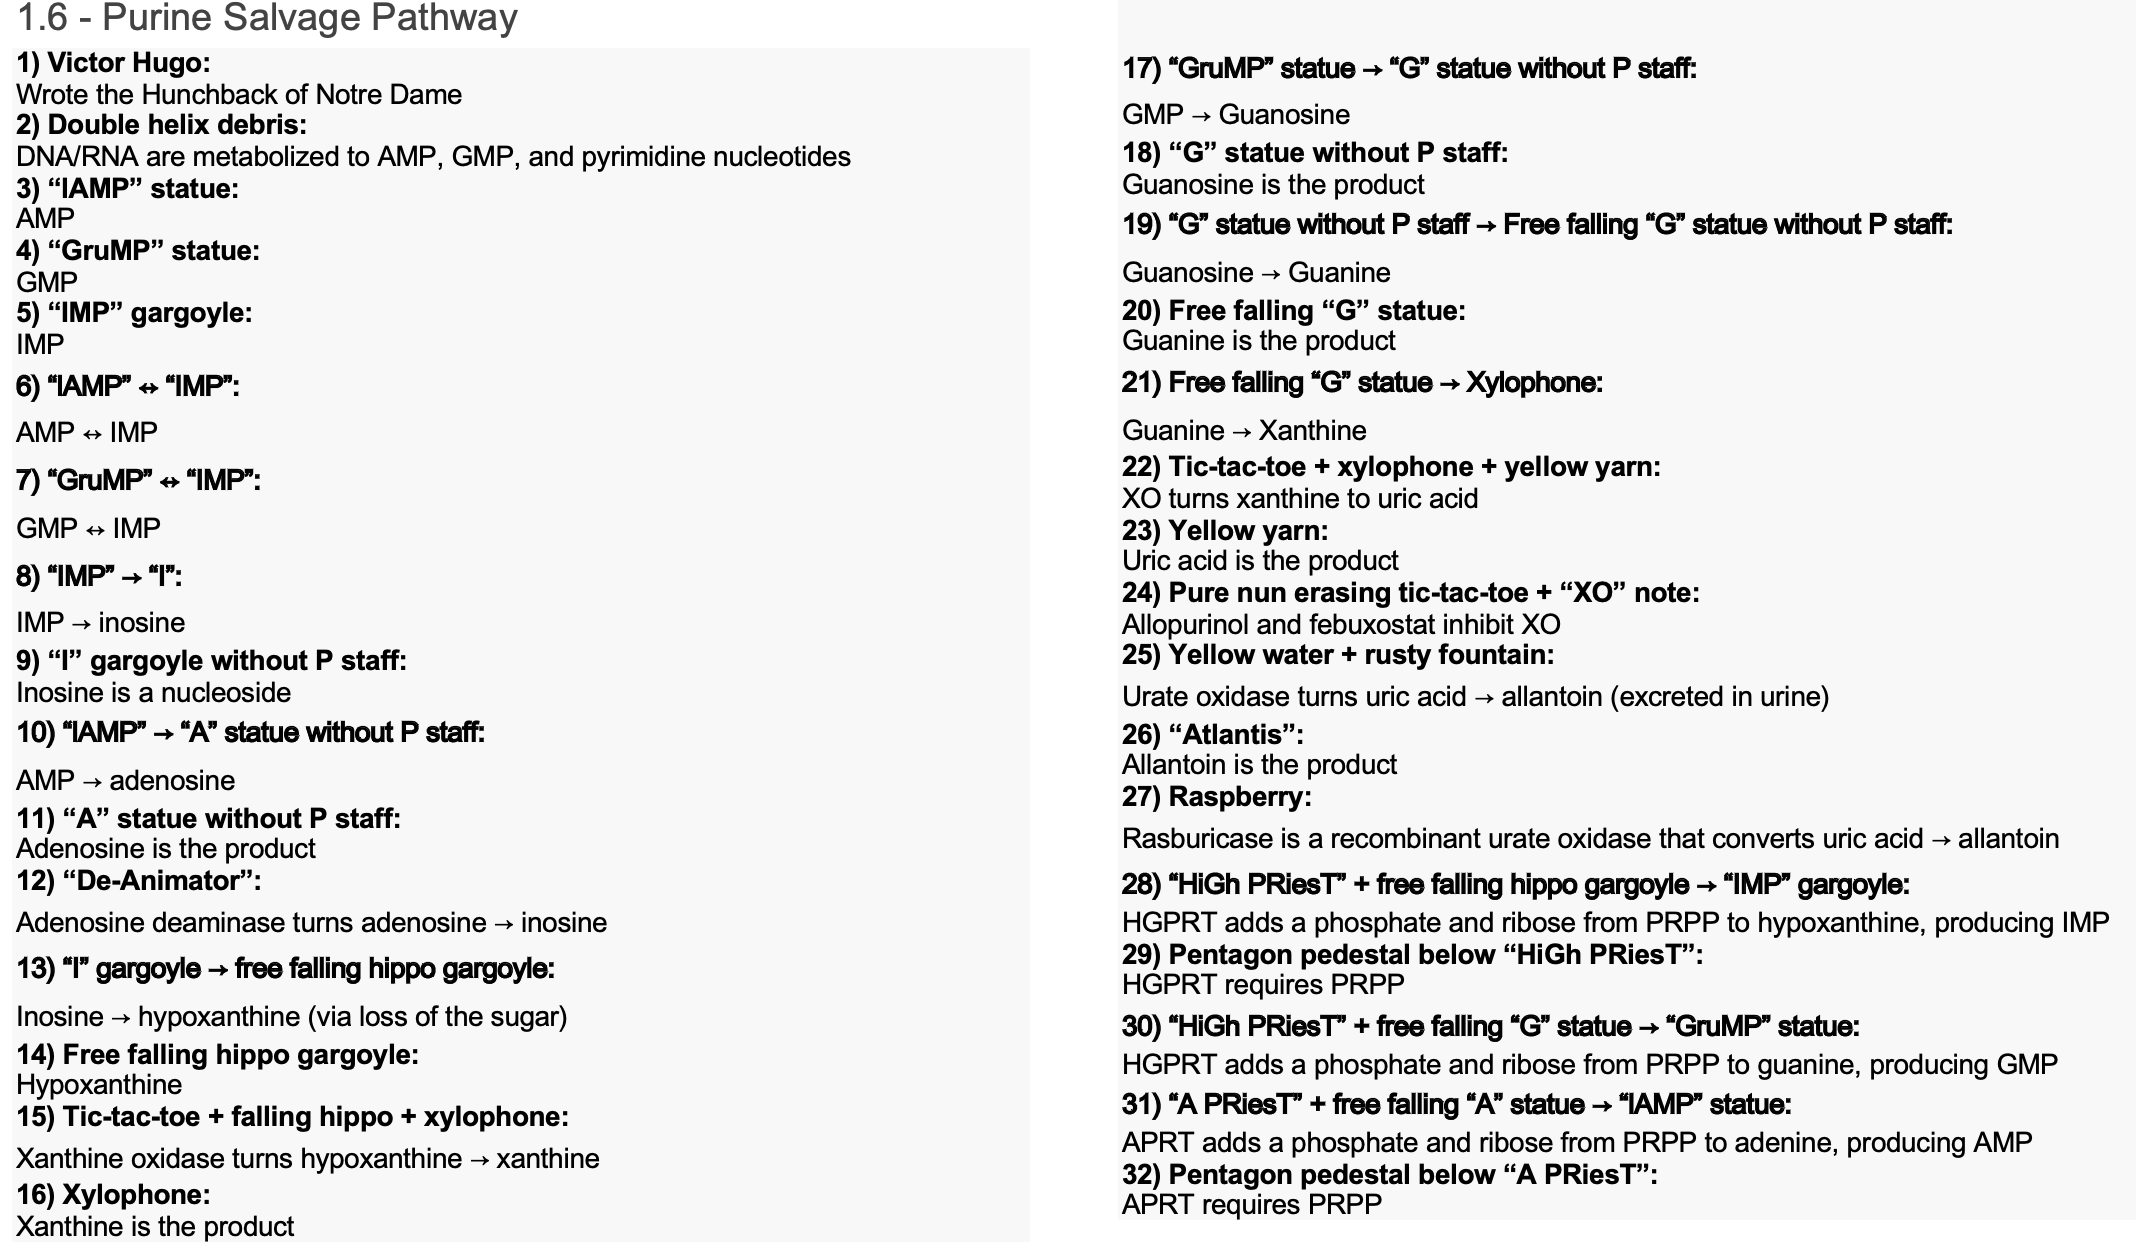 1.6 - Purine Salvage Pathway
1) Victor Hugo:
Wrote the Hunchback of Notre Dame
2) Double helix debris:
DNA/RNA are metabolized to AMP, GMP, and pyrimidine nucleotides
3) “IAMP” statue:
AMP
4) “GruMP” statue:
GMP
5) “IMP” gargoyle:
IMP
6) “IAMP” ↔ “IMP”:
AMP ↔ IMP
7) “GruMP” ↔ “IMP”:
GMP ↔ IMP
8) “IMP” → “I”:
IMP → inosine
9) “I” gargoyle without P staff:
Inosine is a nucleoside
10) “IAMP” → “A” statue without P staff:
AMP → adenosine
11) “A” statue without P staff:
Adenosine is the product
12) “De-Animator”:
Adenosine deaminase turns adenosine → inosine
13) “I” gargoyle → free falling hippo gargoyle:
Inosine → hypoxanthine (via loss of the sugar)
14) Free falling hippo gargoyle:
Hypoxanthine
15) Tic-tac-toe + falling hippo + xylophone:
Xanthine oxidase turns hypoxanthine → xanthine
16) Xylophone:
Xanthine is the product
17) “GruMP” statue → “G” statue without P staff:
GMP → Guanosine
18) “G” statue without P staff:
Guanosine is the product
19) “G” statue without P staff → Free falling “G” statue without P staff:
Guanosine → Guanine
20) Free falling “G” statue:
Guanine is the product
21) Free falling “G” statue → Xylophone:
Guanine → Xanthine
22) Tic-tac-toe + xylophone + yellow yarn:
XO turns xanthine to uric acid
23) Yellow yarn:
Uric acid is the product
24) Pure nun erasing tic-tac-toe + “XO” note:
Allopurinol and febuxostat inhibit XO
25) Yellow water + rusty fountain:
Urate oxidase turns uric acid → allantoin (excreted in urine)
26) “Atlantis”:
Allantoin is the product
27) Raspberry:
Rasburicase is a recombinant urate oxidase that converts uric acid → allantoin
28) “HiGh PRiesT” + free falling hippo gargoyle → “IMP” gargoyle:
HGPRT adds a phosphate and ribose from PRPP to hypoxanthine, producing IMP
29) Pentagon pedestal below “HiGh PRiesT”:
HGPRT requires PRPP
30) “HiGh PRiesT” + free falling “G” statue → “GruMP” statue:
HGPRT adds a phosphate and ribose from PRPP to guanine, producing GMP
31) “A PRiesT” + free falling “A” statue → “IAMP” statue:
APRT adds a phosphate and ribose from PRPP to adenine, producing AMP
32) Pentagon pedestal below “A PRiesT”:
APRT requires PRPP